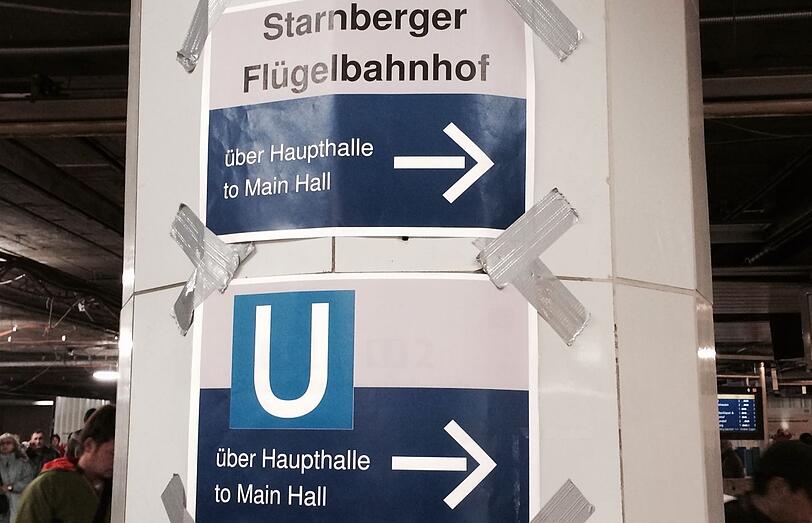 Starnberger
Flügelbahnhof
über Haupthalle
to Main Hall
U
über Haupthalle
to Main Hall